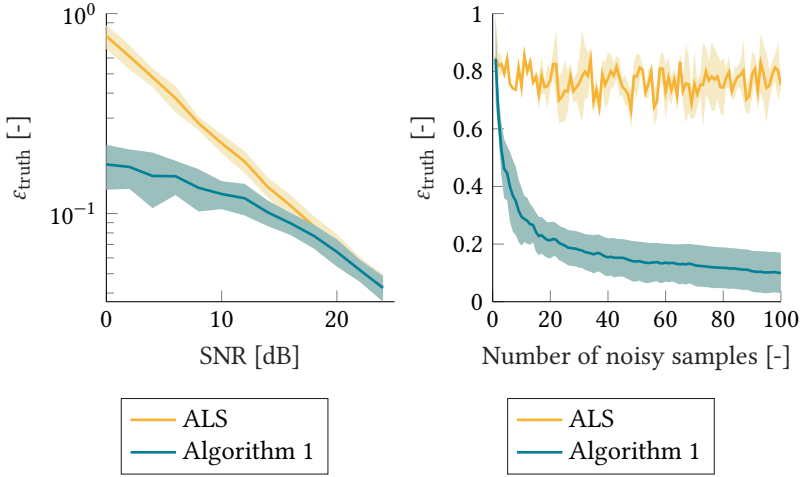 10^0
10^{-1}
ε_truth [-]
0
10
20
SNR [dB]
ALS
Algorithm 1
1
0.8
0.6
0.4
0.2
0
ε_truth [-]
0
20
40
60
80
100
Number of noisy samples [-]
ALS
Algorithm 1